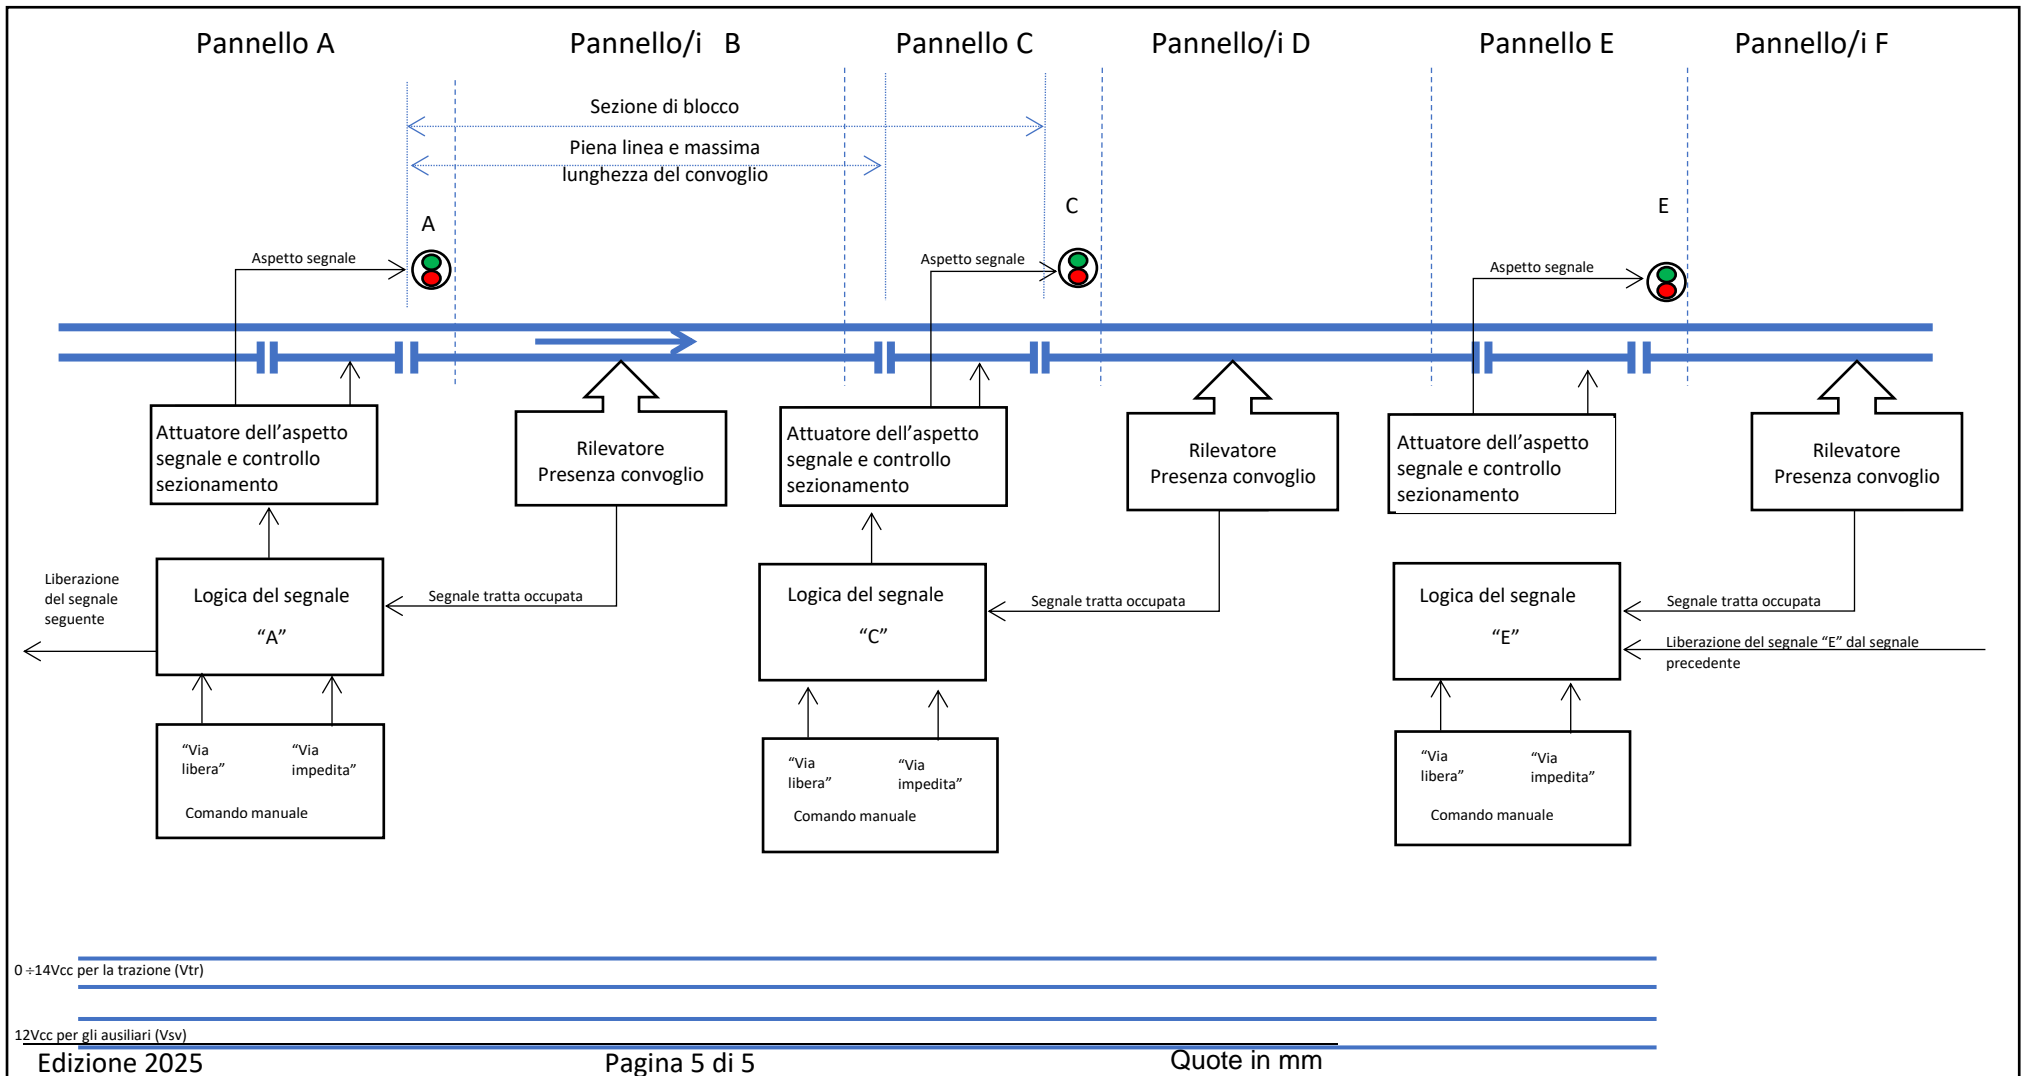 Pannello A
Pannello/i B
Pannello C
Pannello/i D
Pannello E
Pannello/i F
Sezione di blocco
Piena linea e massima
lunghezza del convoglio
A
C
E
Aspetto segnale
Aspetto segnale
Aspetto segnale
Attuatore dell’aspetto
segnale e controllo
sezionamento
Rilevatore
Presenza convoglio
Attuatore dell’aspetto
segnale e controllo
sezionamento
Rilevatore
Presenza convoglio
Attuatore dell’aspetto
segnale e controllo
sezionamento
Rilevatore
Presenza convoglio
Liberazione
del segnale
seguente
Logica del segnale
“A”
Segnale tratta occupata
Logica del segnale
“C”
Segnale tratta occupata
Logica del segnale
“E”
Segnale tratta occupata
Liberazione del segnale “E” dal segnale
precedente
“Via
libera”
“Via
impedita”
Comando manuale
“Via
libera”
“Via
impedita”
Comando manuale
“Via
libera”
“Via
impedita”
Comando manuale
0 ÷14Vcc per la trazione (Vtr)
12Vcc per gli ausiliari (Vsv)
Edizione 2025
Pagina 5 di 5
Quote in mm